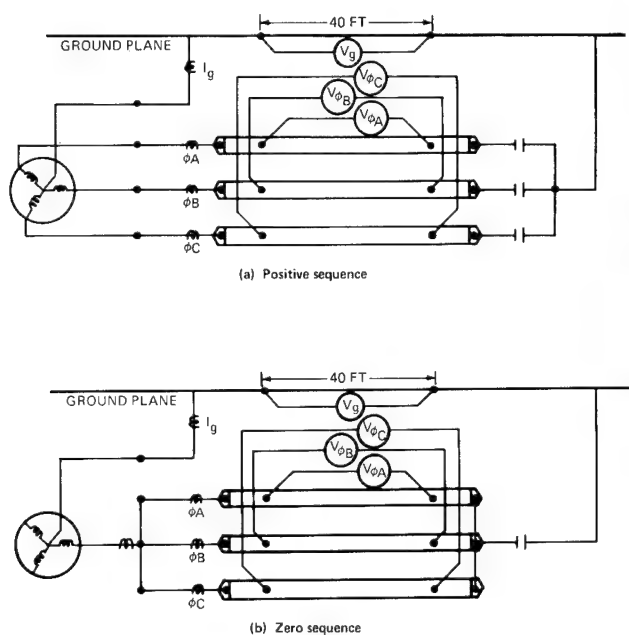 40 FT
GROUND PLANE
Vg
Ig
VϕC
VϕB
VϕA
ϕA
ϕB
ϕC
(a) Positive sequence
40 FT
GROUND PLANE
Vg
Ig
VϕC
VϕB
VϕA
ϕA
ϕB
ϕC
(b) Zero sequence